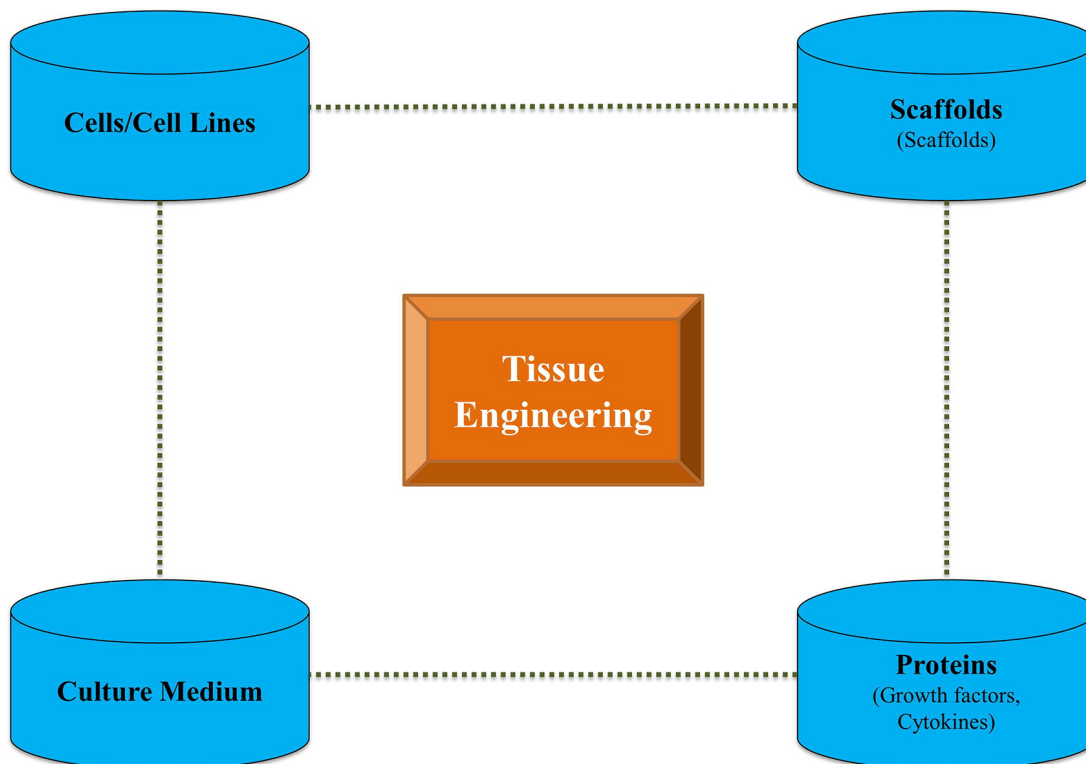 Cells/Cell Lines
Scaffolds
(Scaffolds)
Tissue
Engineering
Culture Medium
Proteins
(Growth factors,
Cytokines)